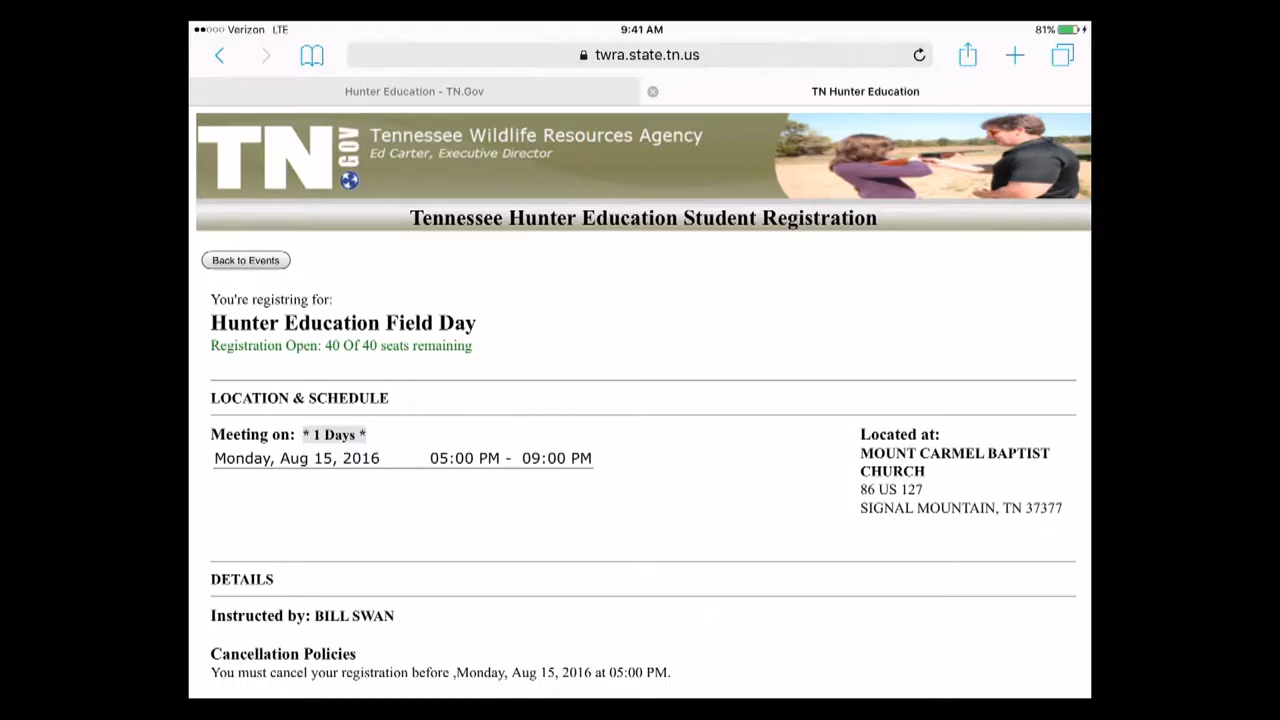 Verizon LTE 9:41 AM 81%
twra.state.tn.us
Hunter Education - TN.Gov TN Hunter Education
TN GOV Tennessee Wildlife Resources Agency
Ed Carter, Executive Director
Tennessee Hunter Education Student Registration
Back to Events
You're registring for:
Hunter Education Field Day
Registration Open: 40 Of 40 seats remaining
LOCATION & SCHEDULE
Meeting on: * 1 Days *
Monday, Aug 15, 2016 05:00 PM - 09:00 PM
Located at:
MOUNT CARMEL BAPTIST
CHURCH
86 US 127
SIGNAL MOUNTAIN, TN 37377
DETAILS
Instructed by: BILL SWAN
Cancellation Policies
You must cancel your registration before ,Monday, Aug 15, 2016 at 05:00 PM.